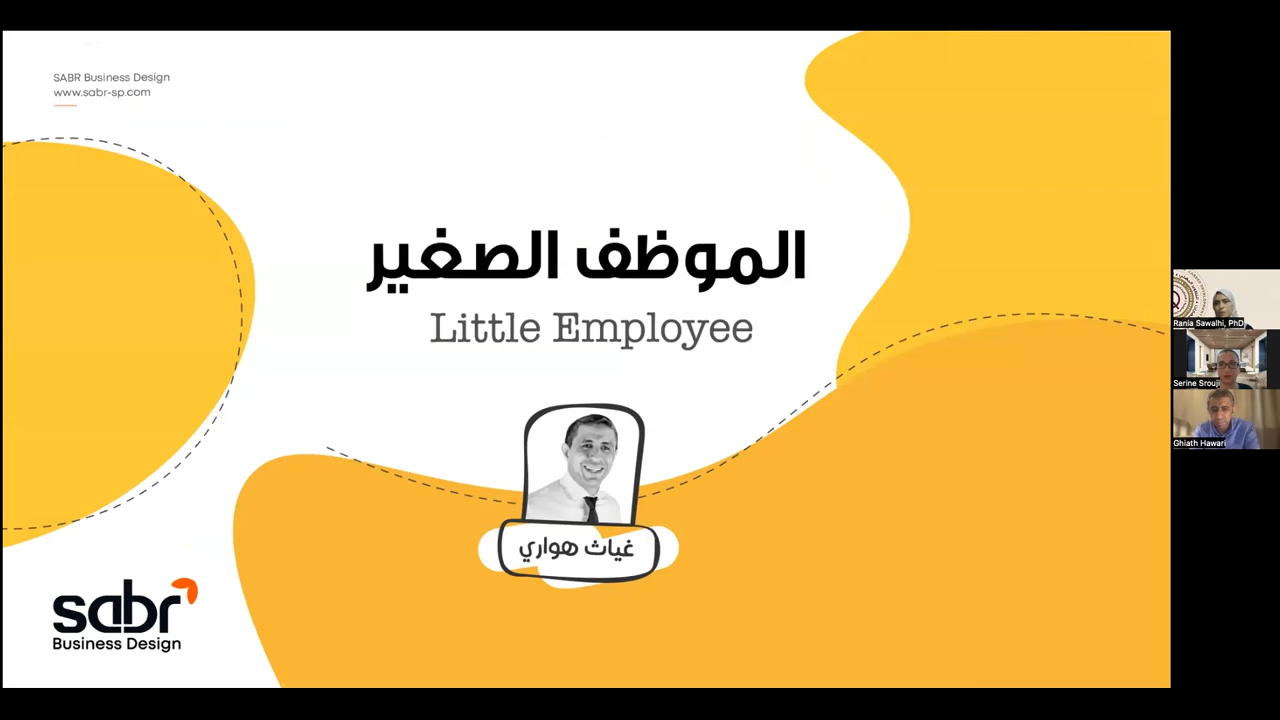 SABR Business Design
www.sabr-sp.com
الموظف الصغير
Little Employee
غياث هواري
sabr
Business Design
Rania Sawalhi, PhD
Serine Srouji
Ghiath Hawari